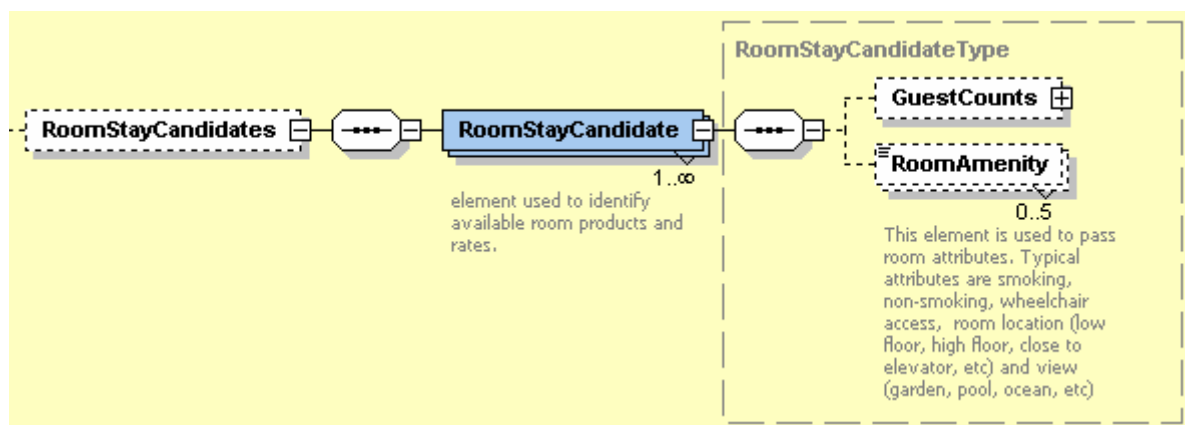 RoomStayCandidateType
GuestCounts
RoomStayCandidates
RoomStayCandidate
1..∞
element used to identify
available room products and
rates.
RoomAmenity
0..5
This element is used to pass
room attributes. Typical
attributes are smoking,
non-smoking, wheelchair
access, room location (low
floor, high floor, close to
elevator, etc) and view
(garden, pool, ocean, etc)